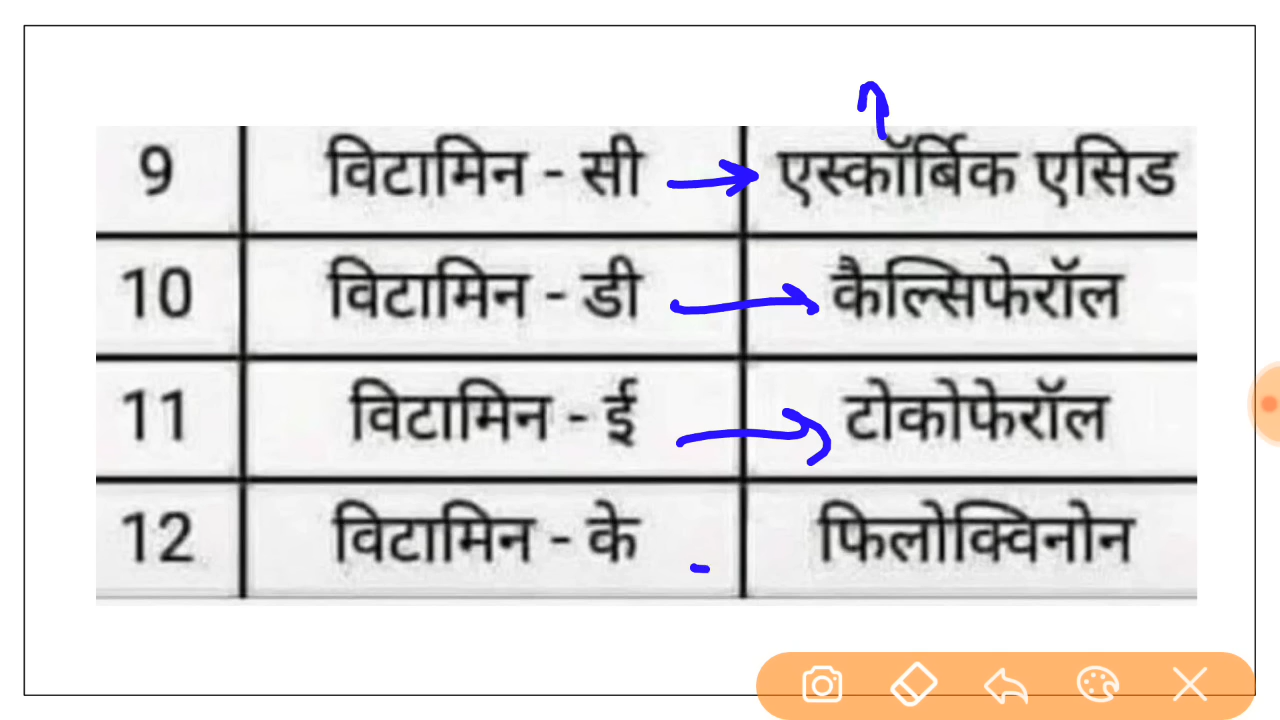 9 विटामिन - सी एस्कॉर्बिक एसिड
10 विटामिन - डी कैल्सिफेरॉल
11 विटामिन - ई टोकोफेरॉल
12 विटामिन - के फिलोक्विनोन